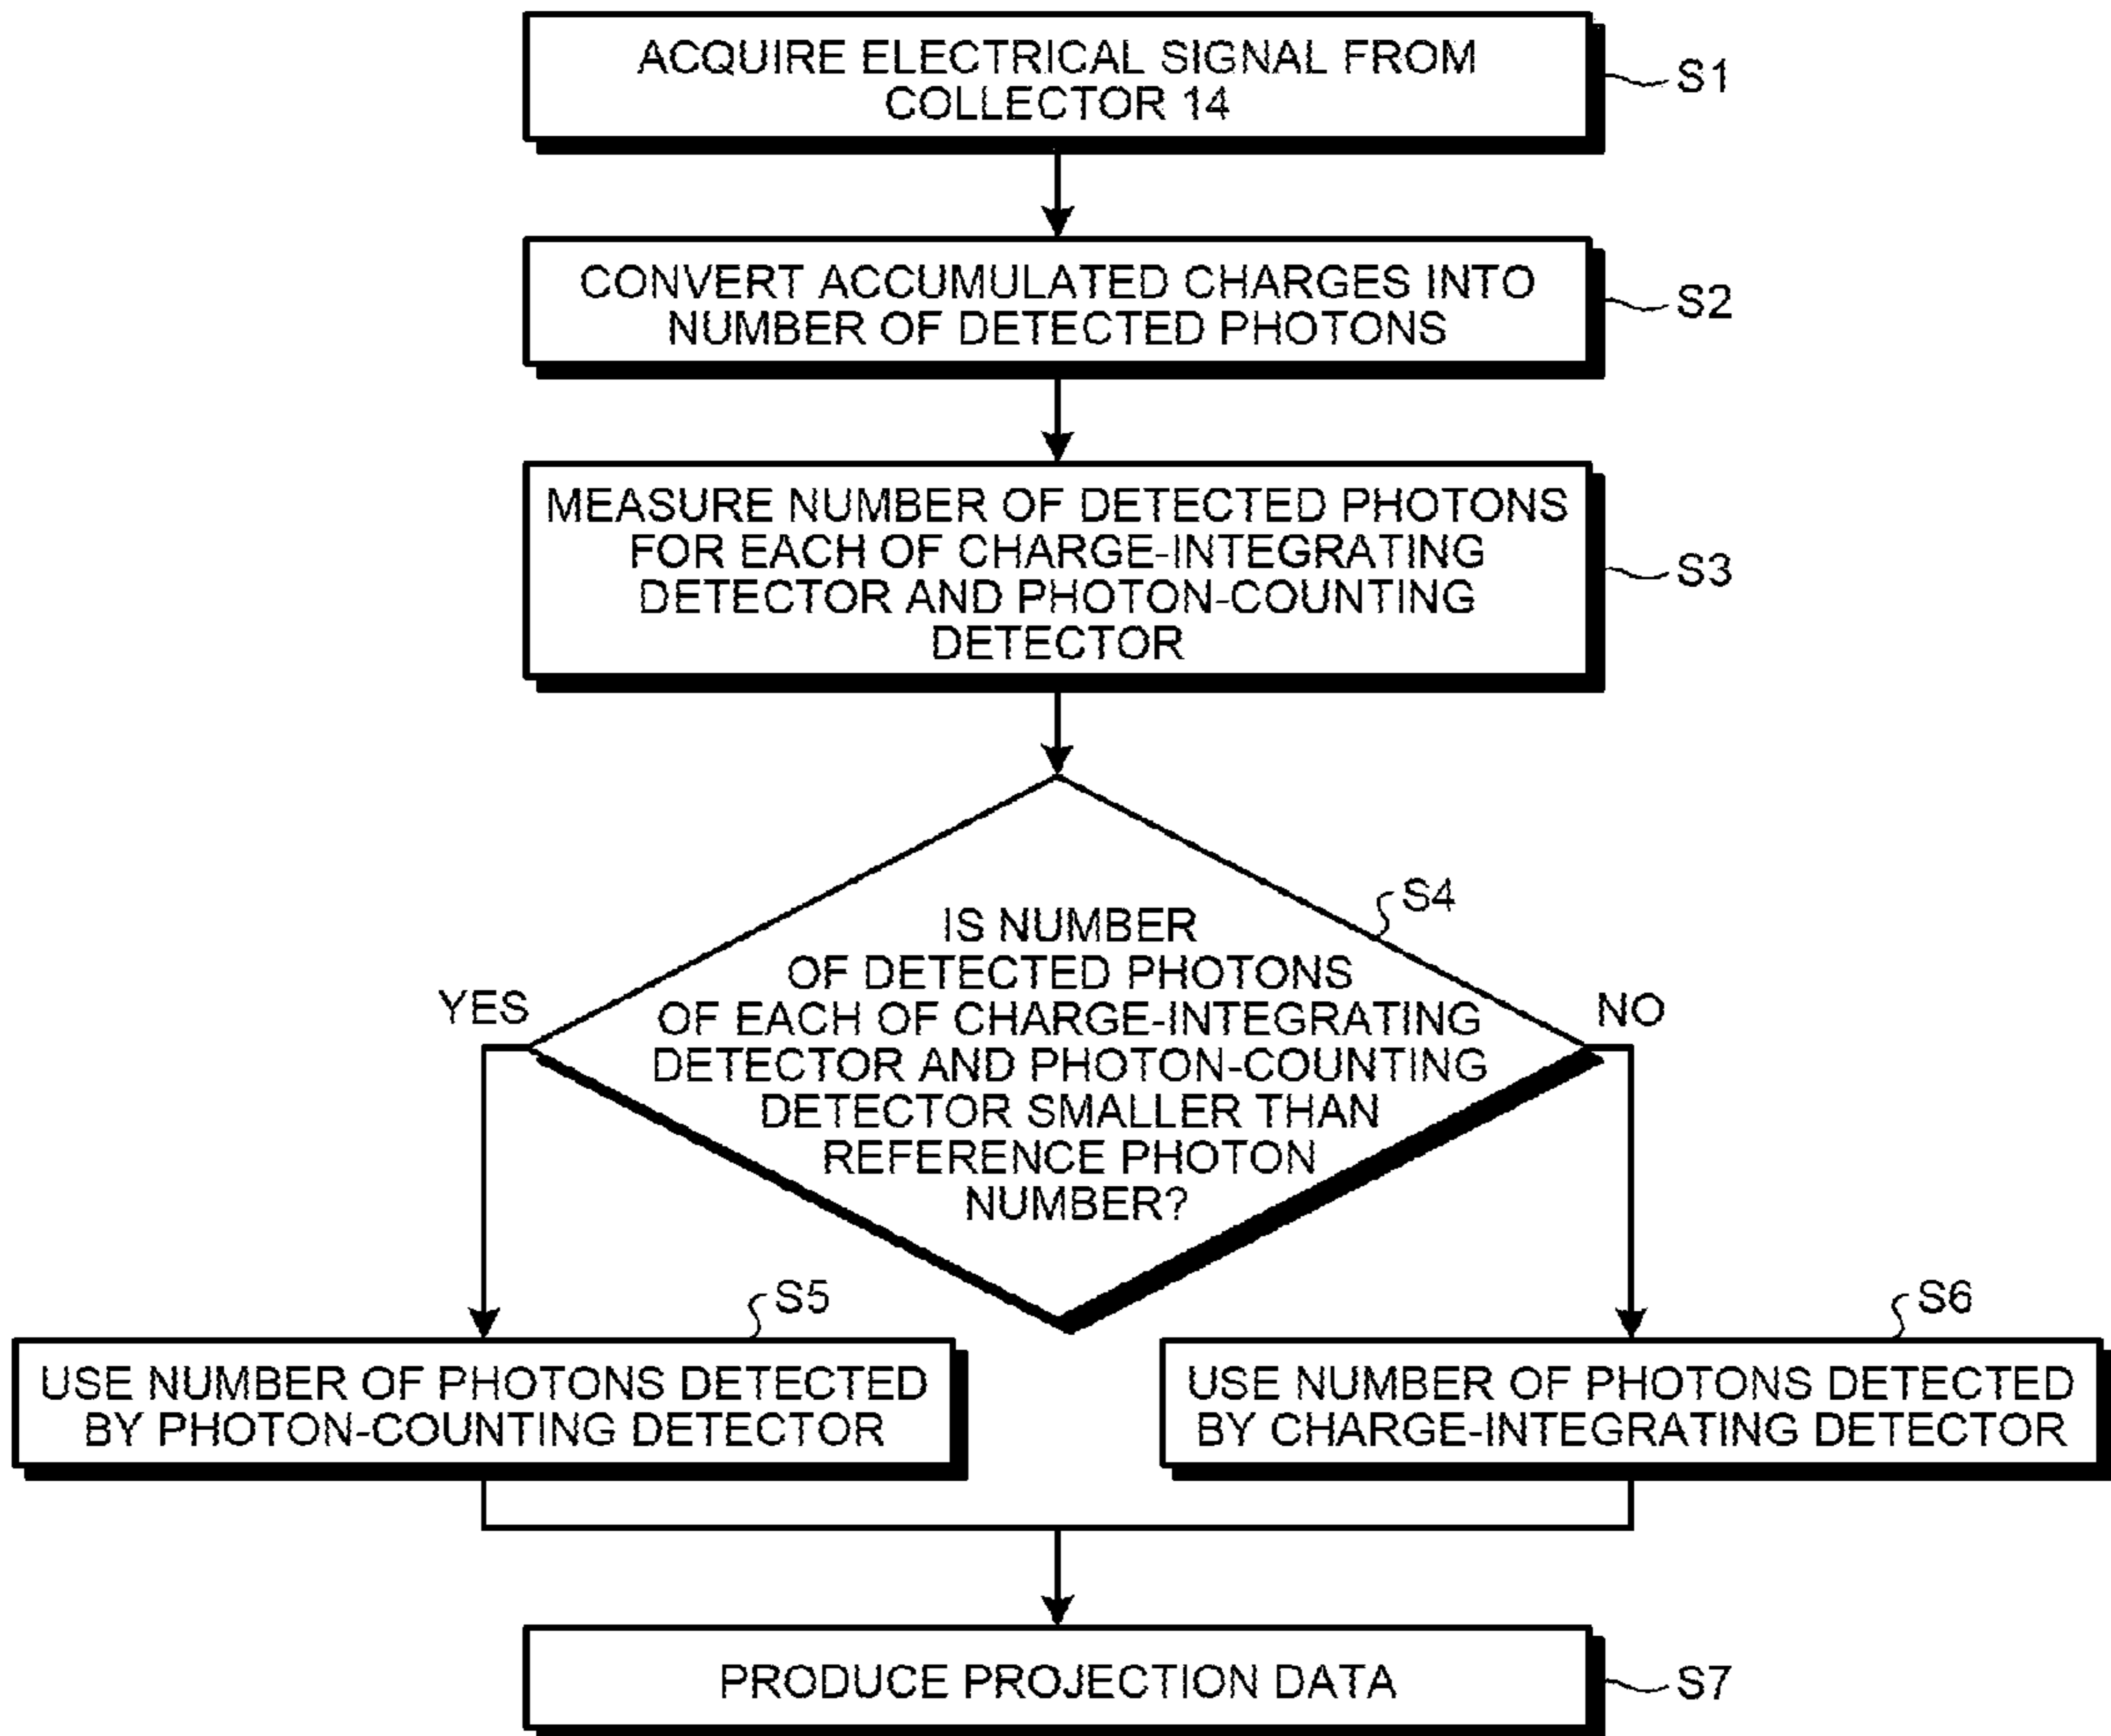 ACQUIRE ELECTRICAL SIGNAL FROM
COLLECTOR 14
S1
CONVERT ACCUMULATED CHARGES INTO
NUMBER OF DETECTED PHOTONS
S2
MEASURE NUMBER OF DETECTED PHOTONS
FOR EACH OF CHARGE-INTEGRATING
DETECTOR AND PHOTON-COUNTING
DETECTOR
S3
S4
IS NUMBER
OF DETECTED PHOTONS
OF EACH OF CHARGE-INTEGRATING
DETECTOR AND PHOTON-COUNTING
DETECTOR SMALLER THAN
REFERENCE PHOTON
NUMBER?
YES
NO
S5
USE NUMBER OF PHOTONS DETECTED
BY PHOTON-COUNTING DETECTOR
S6
USE NUMBER OF PHOTONS DETECTED
BY CHARGE-INTEGRATING DETECTOR
PRODUCE PROJECTION DATA
S7